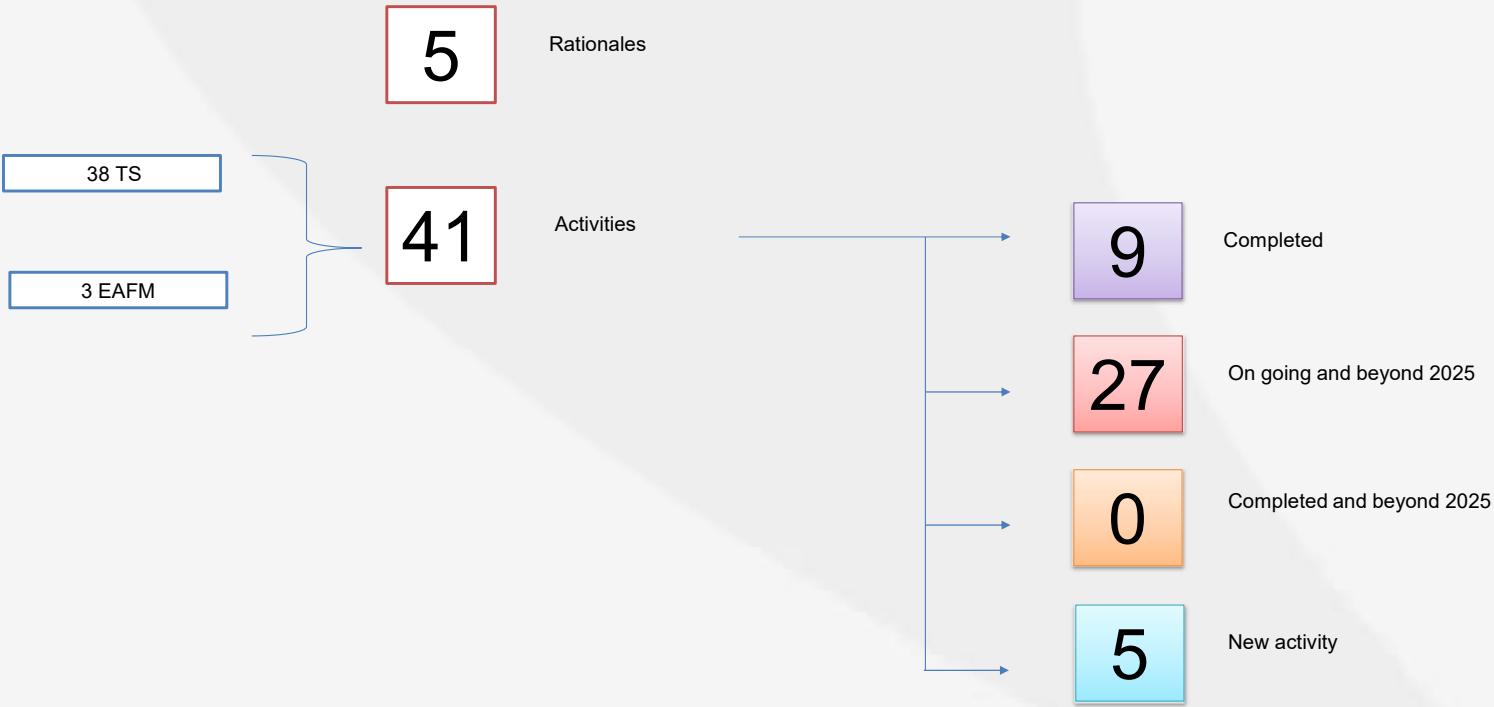 5
Rationales
38 TS
3 EAFM
41
Activities
9
Completed
27
On going and beyond 2025
0
Completed and beyond 2025
5
New activity